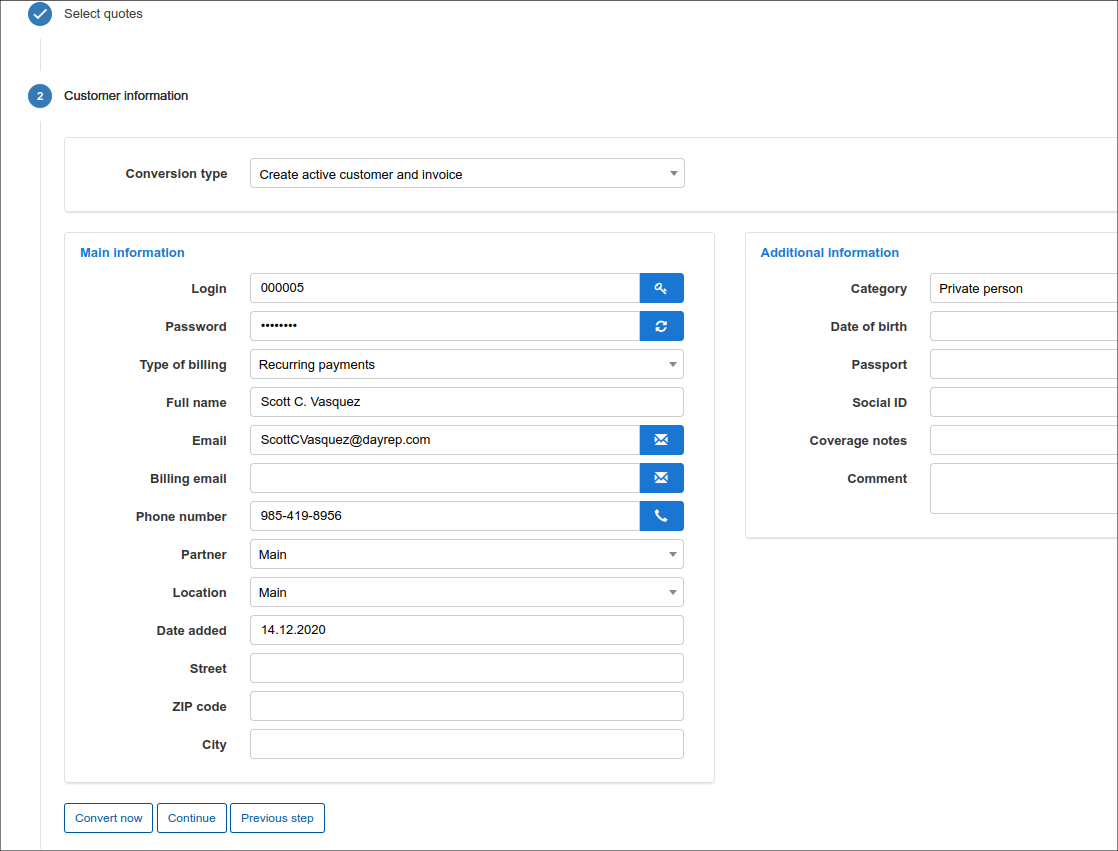 Select quotes
2 Customer information
Conversion type Create active customer and invoice
Main information
Login 000005
Password ••••••••
Type of billing Recurring payments
Full name Scott C. Vasquez
Email ScottCVasquez@dayrep.com
Billing email
Phone number 985-419-8956
Partner Main
Location Main
Date added 14.12.2020
Street
ZIP code
City
Additional information
Category Private person
Date of birth
Passport
Social ID
Coverage notes
Comment
Convert now Continue Previous step